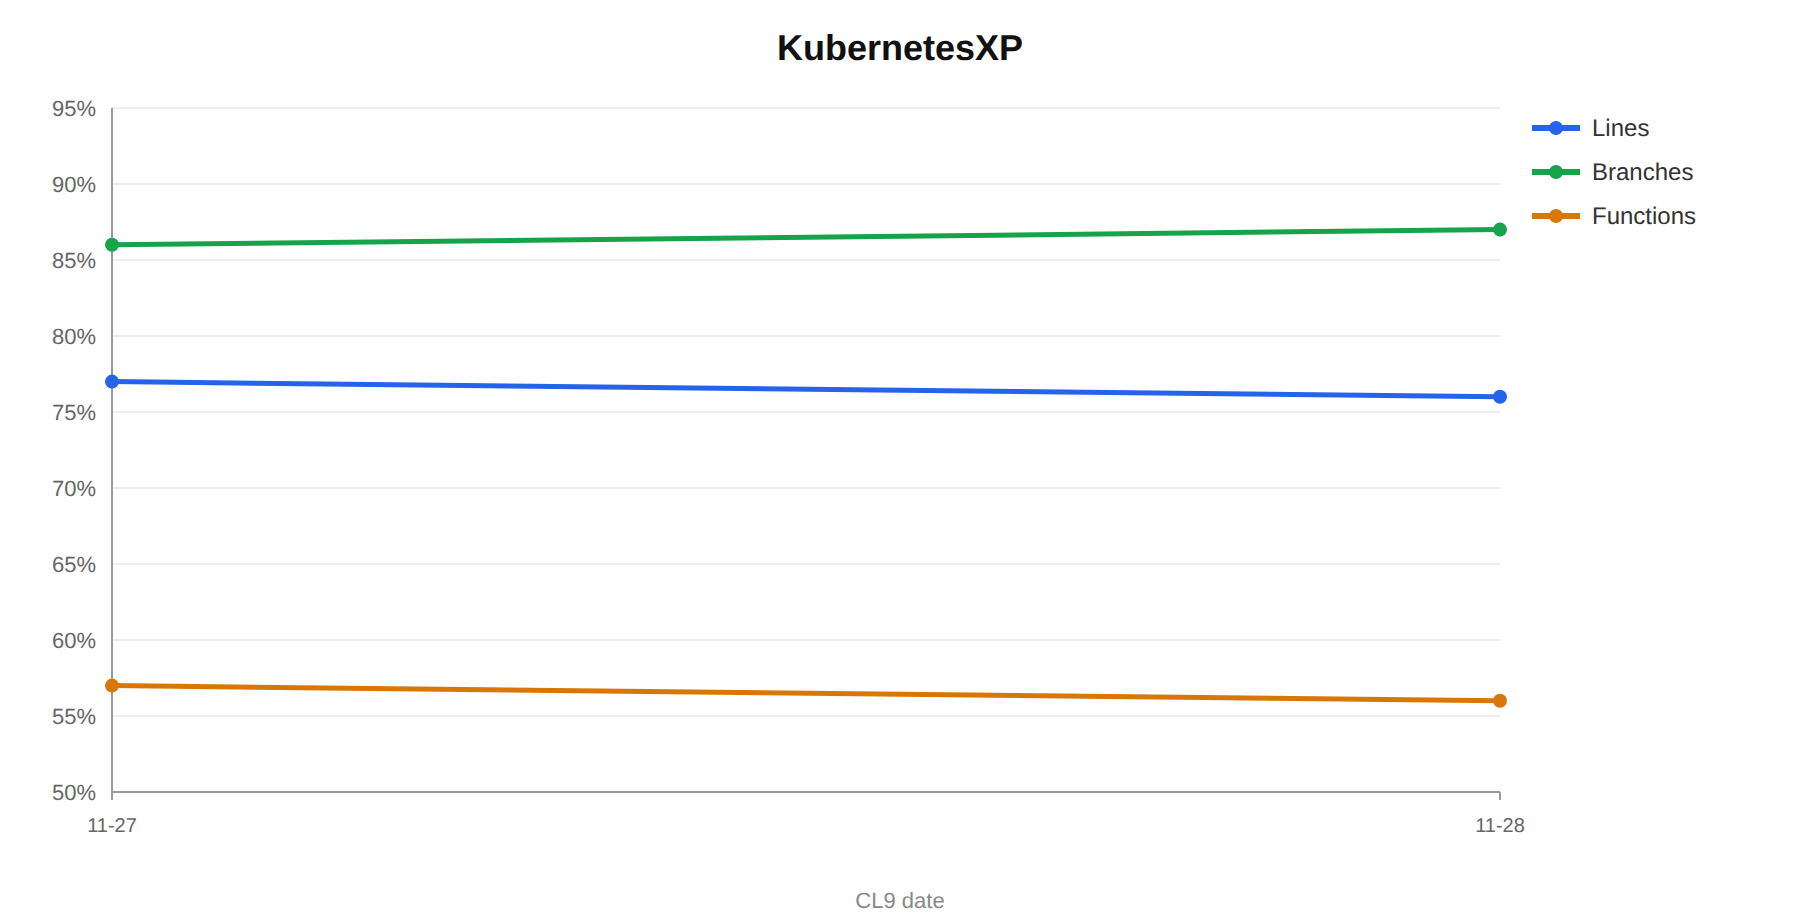 KubernetesXP
95%
90%
85%
80%
75%
70%
65%
60%
55%
50%
11-27
11-28
Lines
Branches
Functions
CL9 date